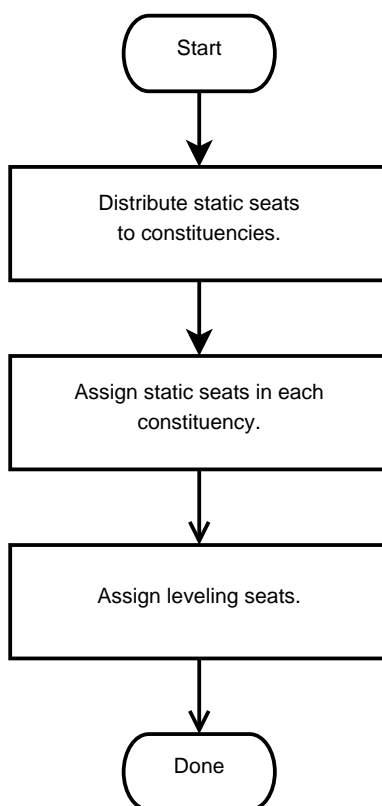 Start
Distribute static seats
to constituencies.
Assign static seats in each
constituency.
Assign leveling seats.
Done